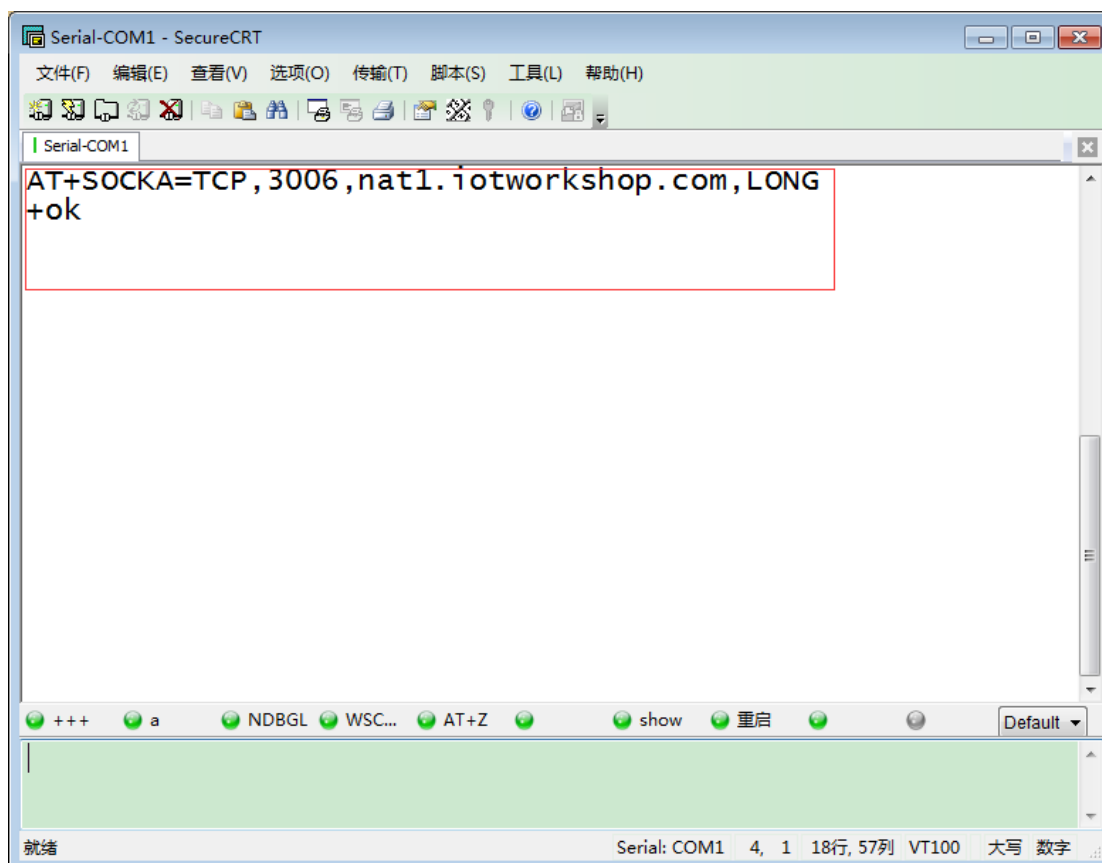 Serial-COM1 - SecureCRT
文件(F) 编辑(E) 查看(V) 选项(O) 传输(T) 脚本(S) 工具(L) 帮助(H)
Serial-COM1
AT+SOCKA=TCP,3006,nat1.iotworkshop.com,LONG
+ok
+++ a NDBGL WSC... AT+Z show 重启 Default
就绪 Serial: COM1 4, 1 18行, 57列 VT100 大写 数字